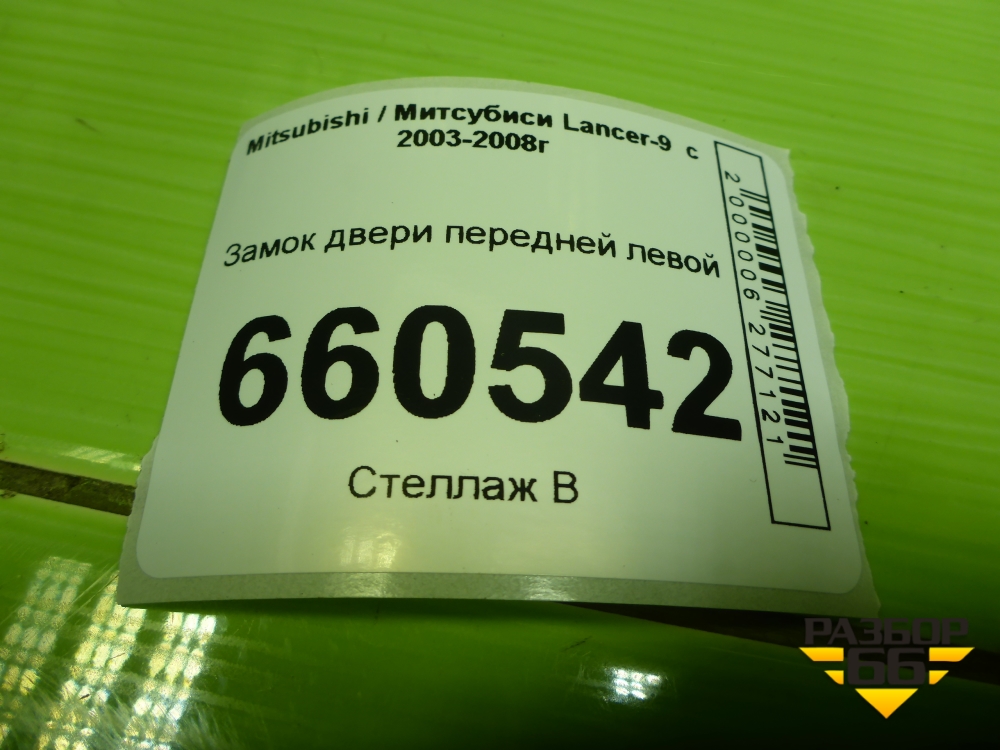 Mitsubishi / Митсубиси Lancer-9 с
2003-2008г
Замок двери передней левой
660542
Стеллаж В
2000006277121
РАЗБОР
66